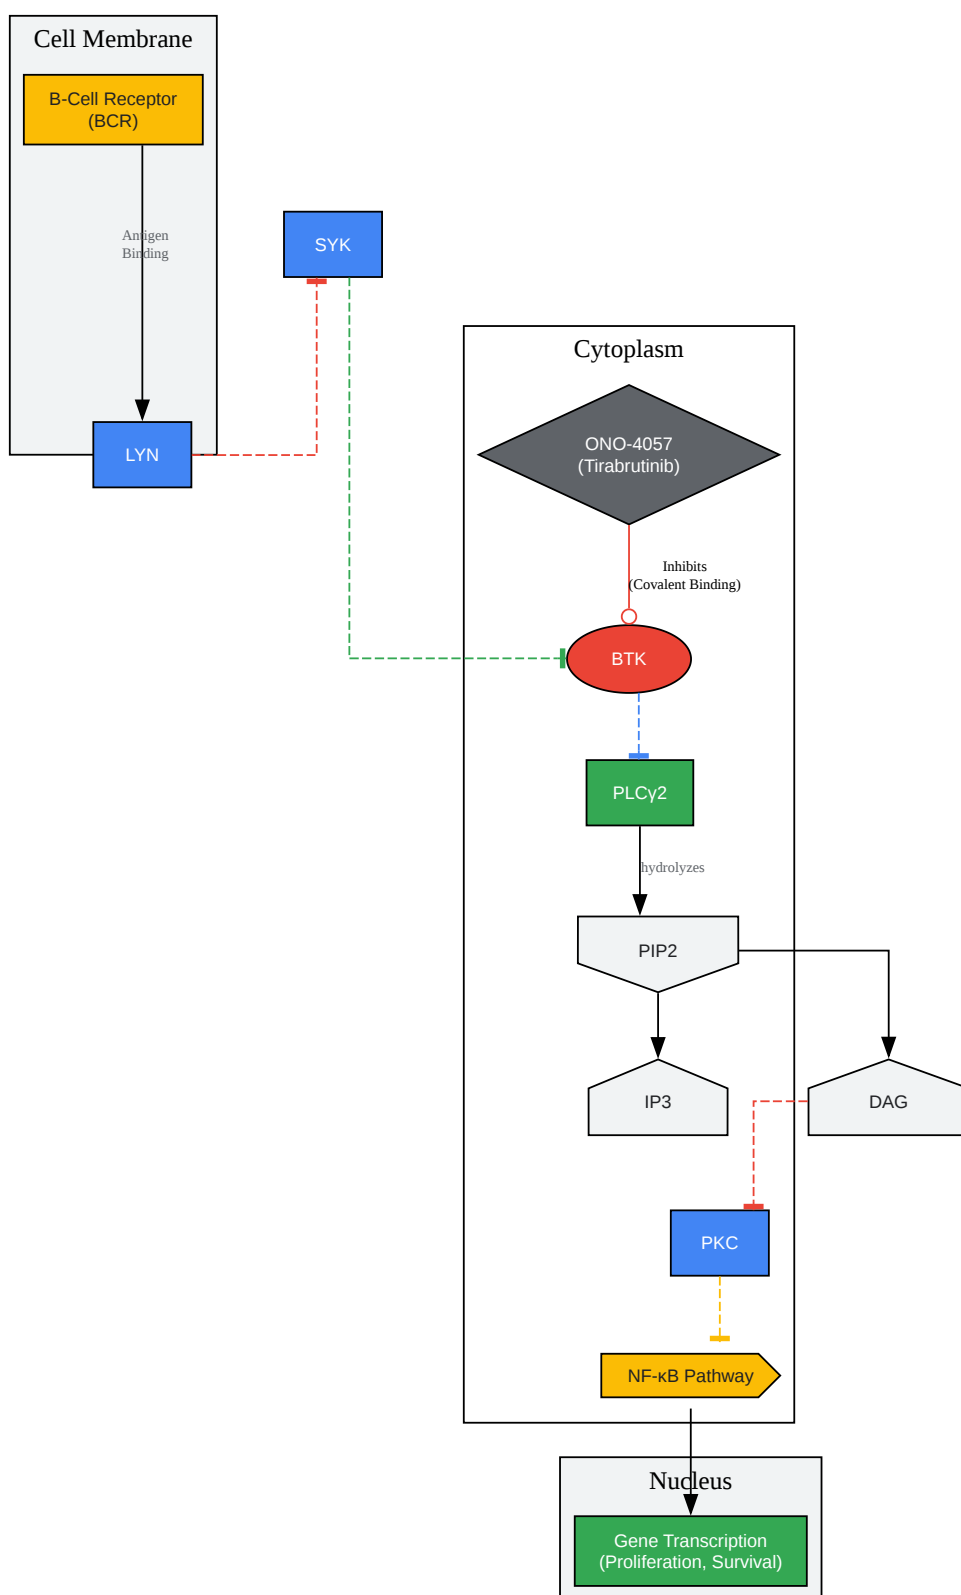 Cell Membrane
B-Cell Receptor
(BCR)
Antigen
Binding
SYK
LYN
Cytoplasm
ONO-4057
(Tirabrutinib)
Inhibits
(Covalent Binding)
BTK
PLCγ2
hydrolyzes
PIP2
IP3
DAG
PKC
NF-κB Pathway
Nucleus
Gene Transcription
(Proliferation, Survival)